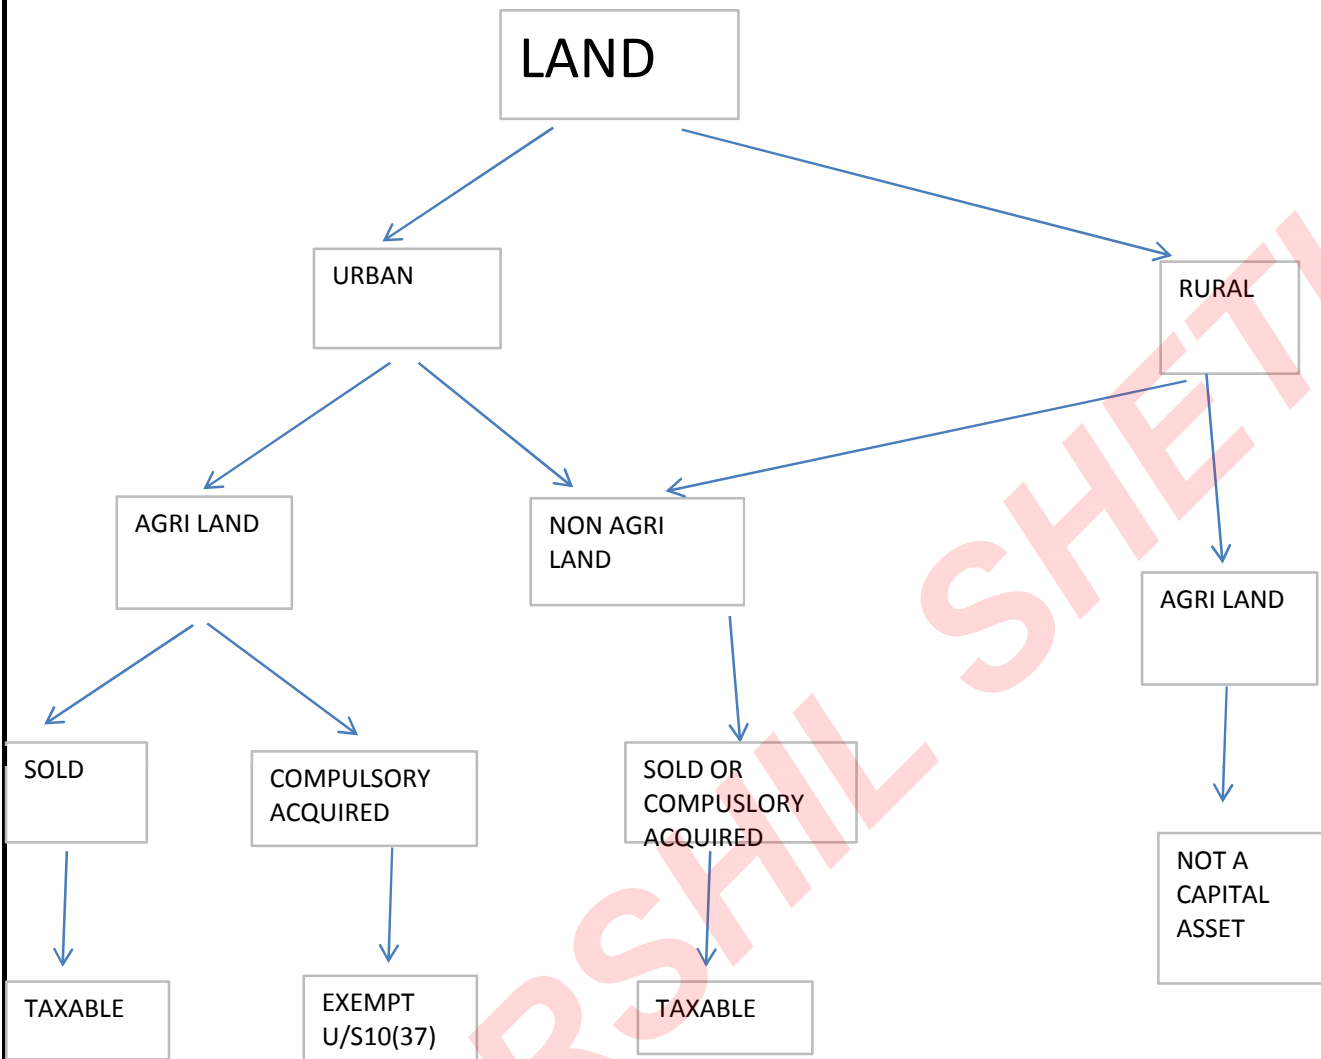 LAND
URBAN
RURAL
AGRI LAND
NON AGRI
LAND
AGRI LAND
SOLD
COMPULSORY
ACQUIRED
SOLD OR
COMPUSLORY
ACQUIRED
NOT A
CAPITAL
ASSET
TAXABLE
EXEMPT
U/S10(37)
TAXABLE